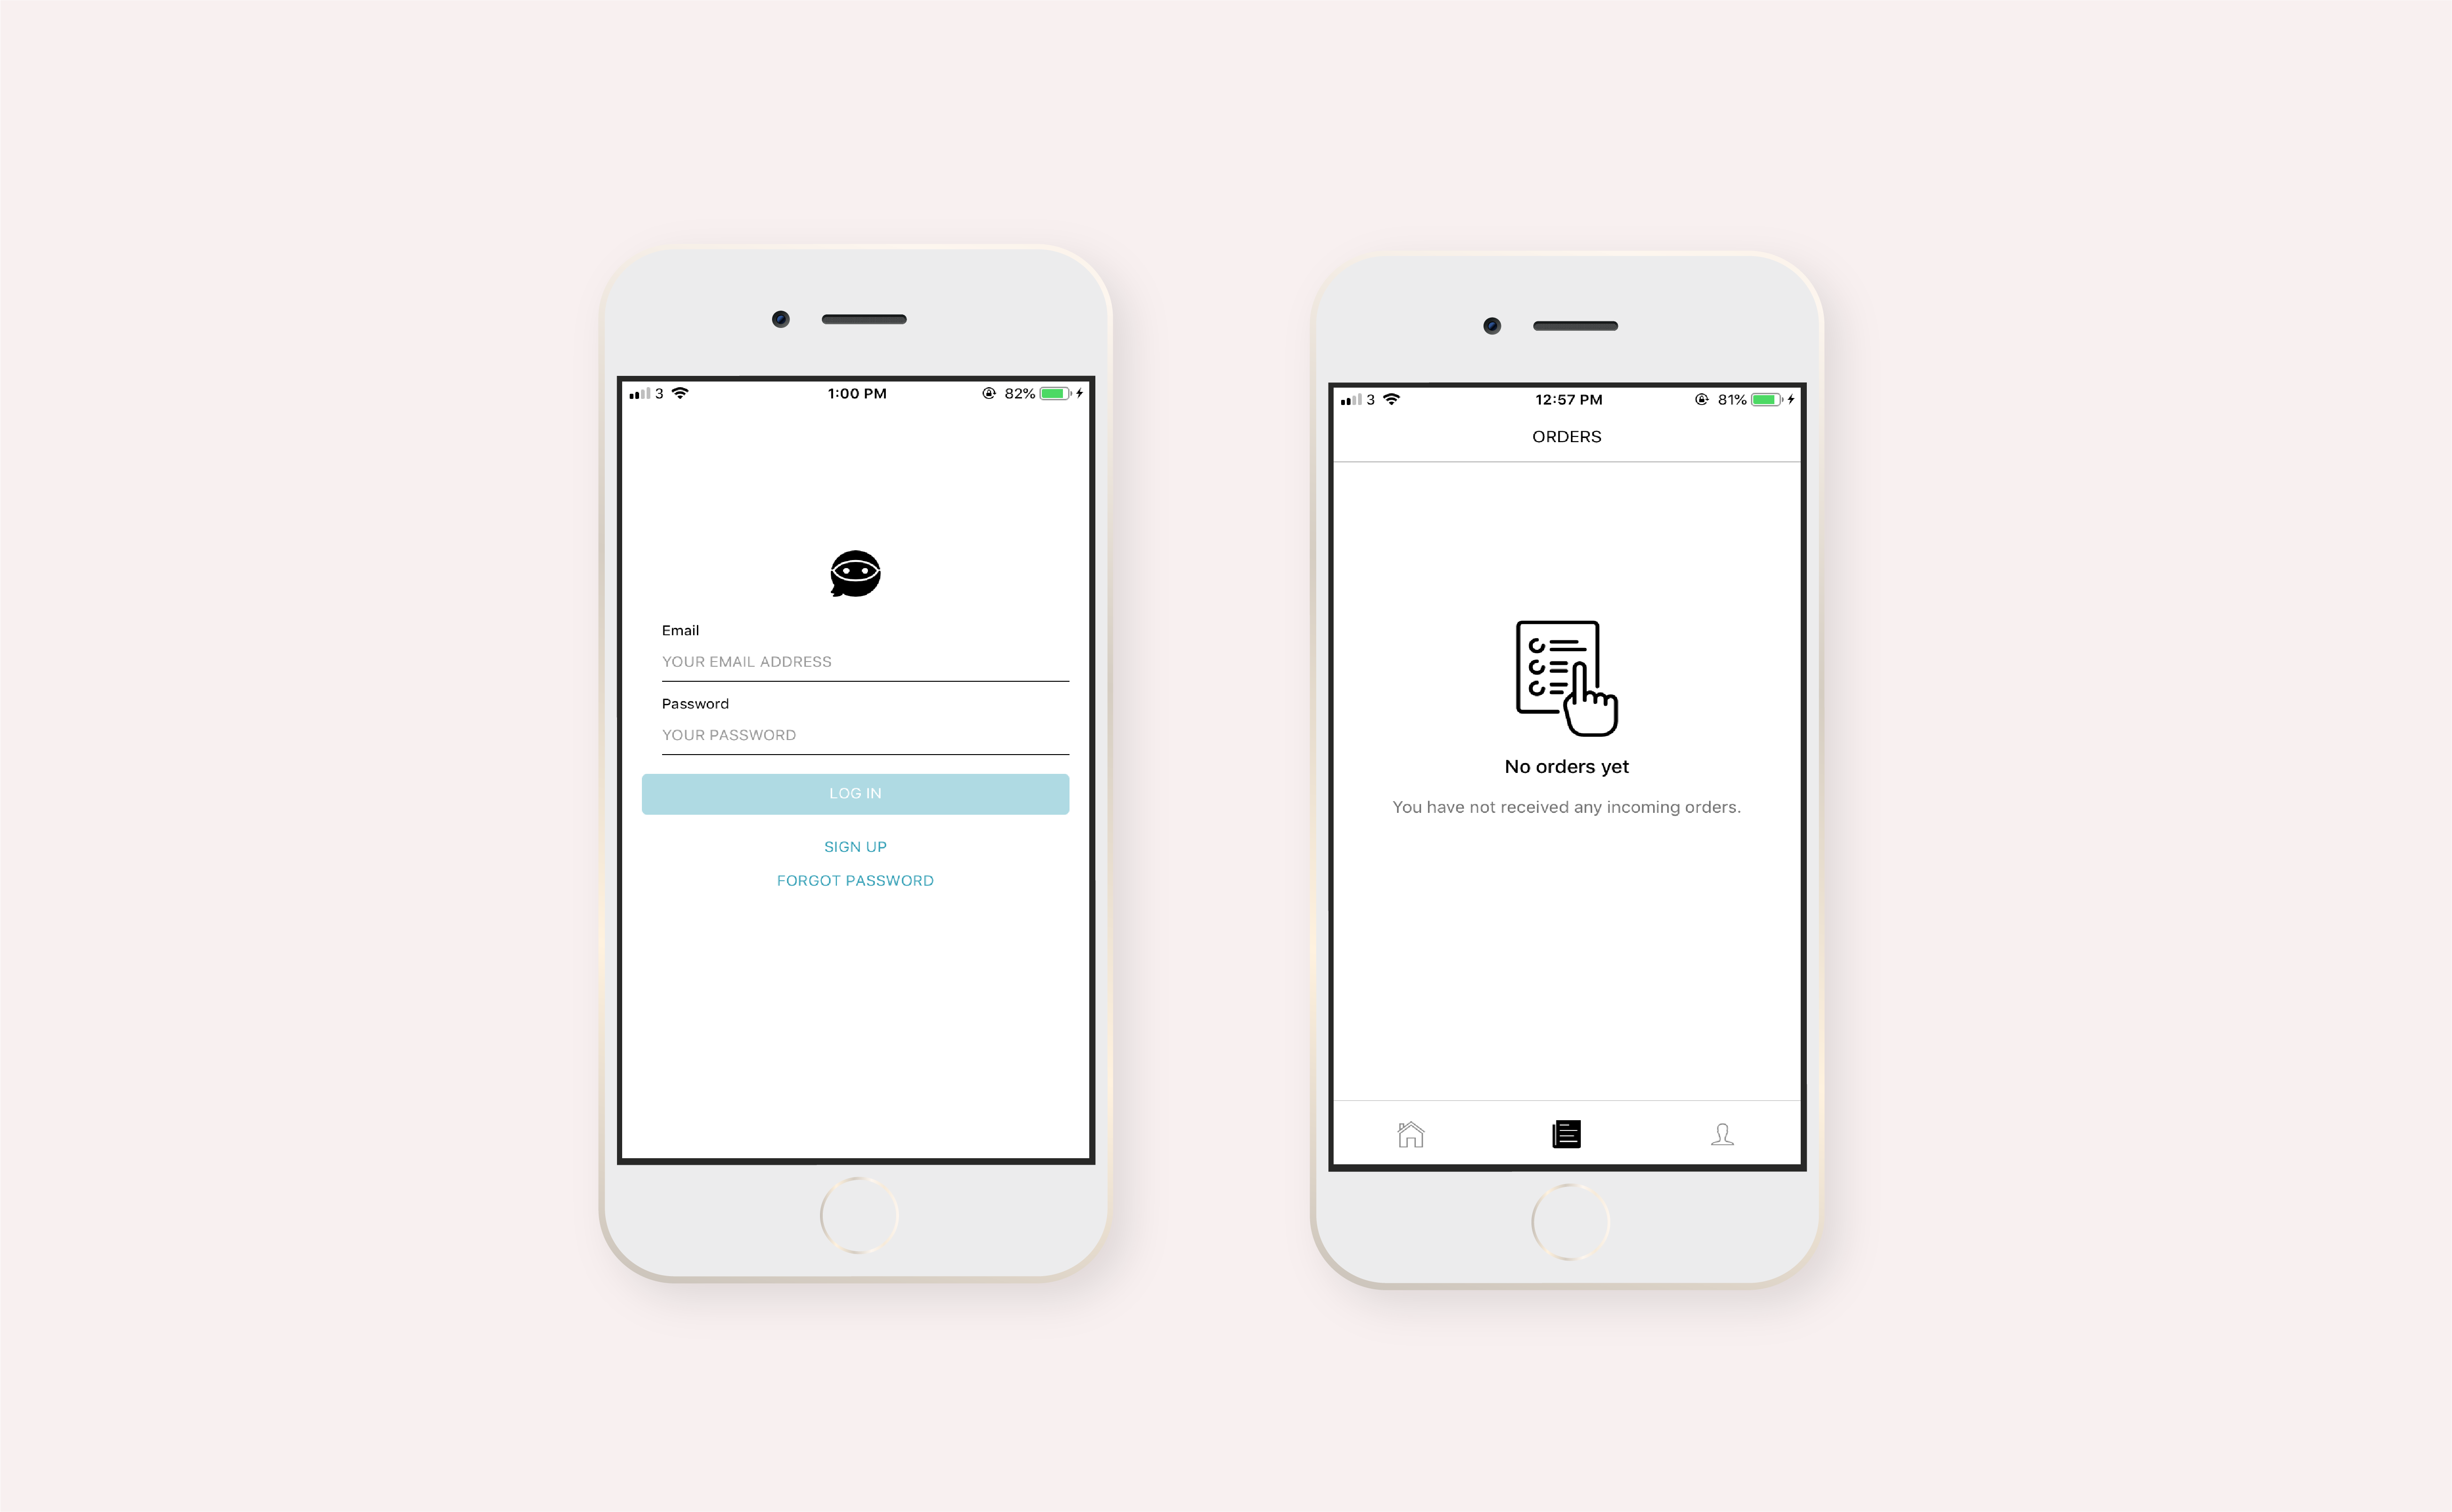 3 1:00 PM 82%
Email
YOUR EMAIL ADDRESS
Password
YOUR PASSWORD
LOG IN
SIGN UP
FORGOT PASSWORD
3 12:57 PM 81%
ORDERS
No orders yet
You have not received any incoming orders.